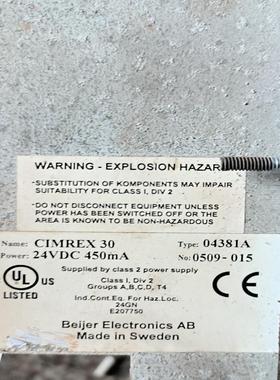 WARNING - EXPLOSION HAZAR
-SUBSTITUTION OF KOMPONENTS MAY IMPAIR
SUITABILITY FOR CLASS I, DIV 2
-DO NOT DISCONNECT EQUIPMENT UNLESS
POWER HAS BEEN SWITCHED OFF OR THE
AREA IS KNOWN TO BE NON-HAZARDOUS
Name: CIMREX 30 Type: 04381A
Power: 24VDC 450mA No: 0509-015
Supplied by class 2 power supply
UL
LISTED
Class I, Div 2
Groups A,B,C,D, T4
Ind.Cont.Eq. For Haz.Loc.
24GN
E207750
Beijer Electronics AB
Made in Sweden